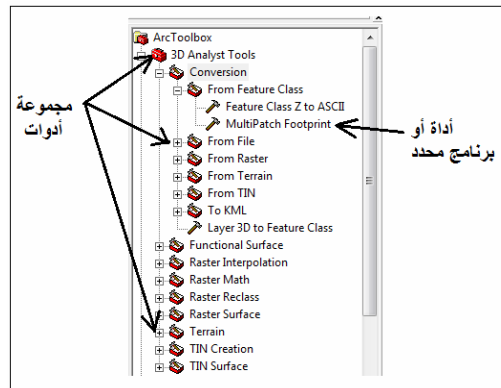 ArcToolbox
3D Analyst Tools
Conversion
From Feature Class
Feature Class Z to ASCII
MultiPatch Footprint
From File
From Raster
From Terrain
From TIN
To KML
Layer 3D to Feature Class
Functional Surface
Raster Interpolation
Raster Math
Raster Reclass
Raster Surface
Terrain
TIN Creation
TIN Surface
مجموعة
أدوات
أداة أو
برنامج محدد